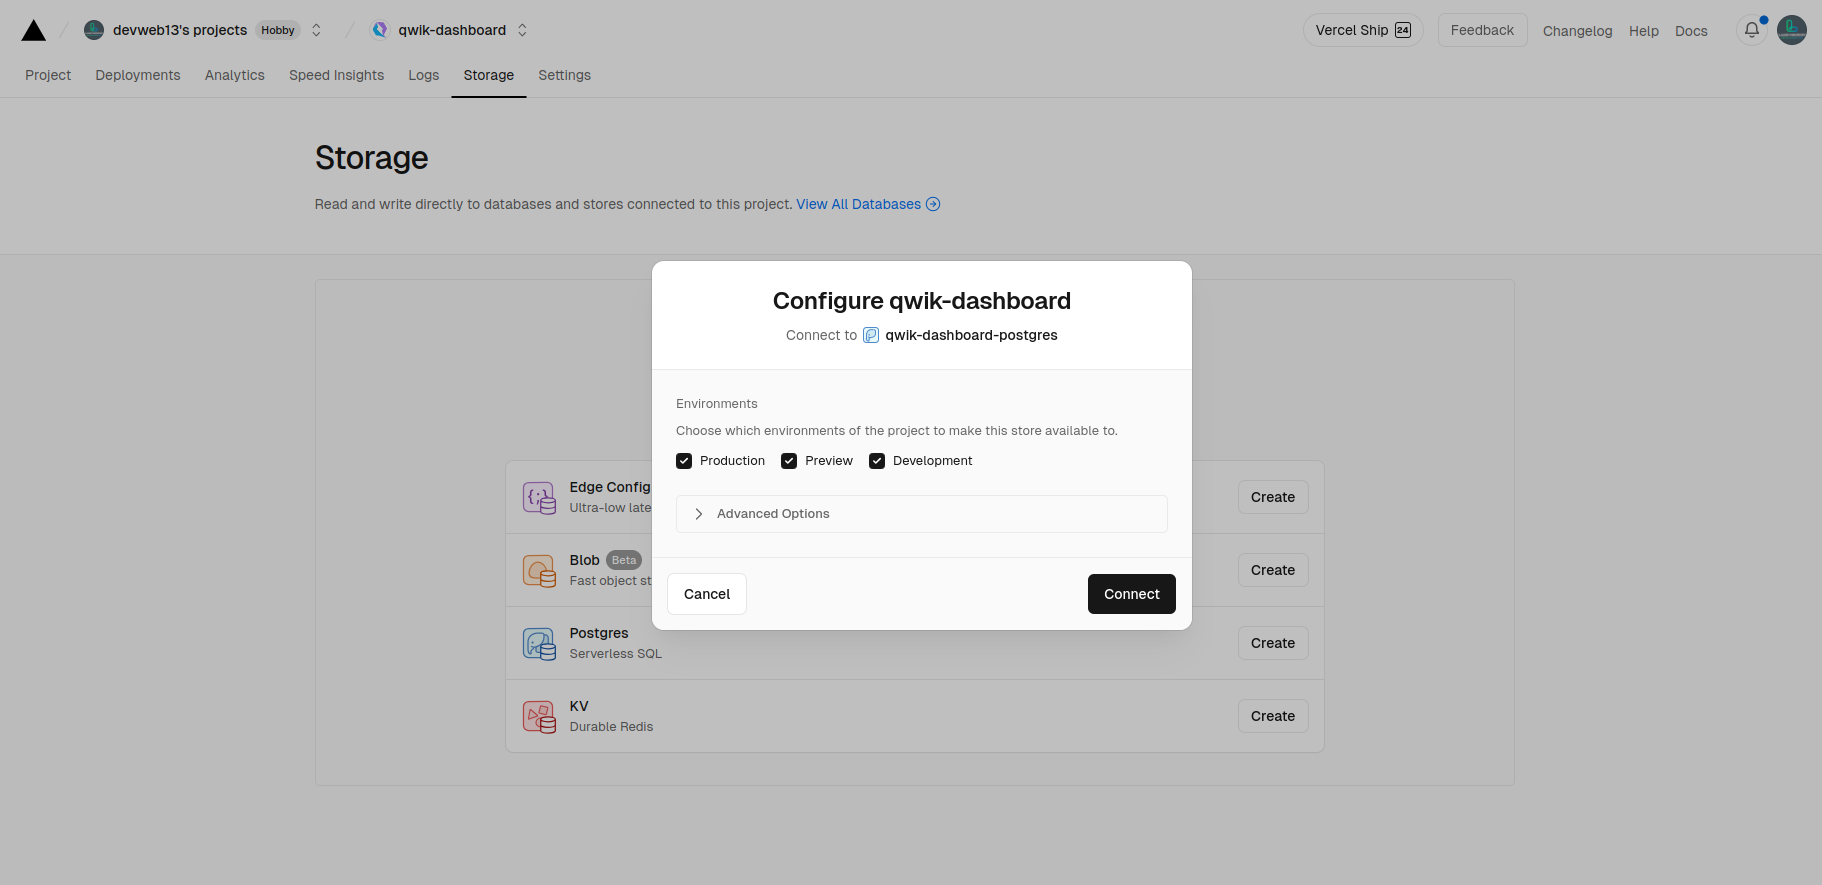 devweb13's projects Hobby qwik-dashboard Vercel Ship 24 Feedback Changelog Help Docs
Project Deployments Analytics Speed Insights Logs Storage Settings
Storage
Read and write directly to databases and stores connected to this project. View All Databases
Configure qwik-dashboard
Connect to qwik-dashboard-postgres
Environments
Choose which environments of the project to make this store available to.
Production Preview Development
Advanced Options
Cancel Connect
Edge Config
Ultra-low late
Create
Blob Beta
Fast object st
Create
Postgres
Serverless SQL
Create
KV
Durable Redis
Create